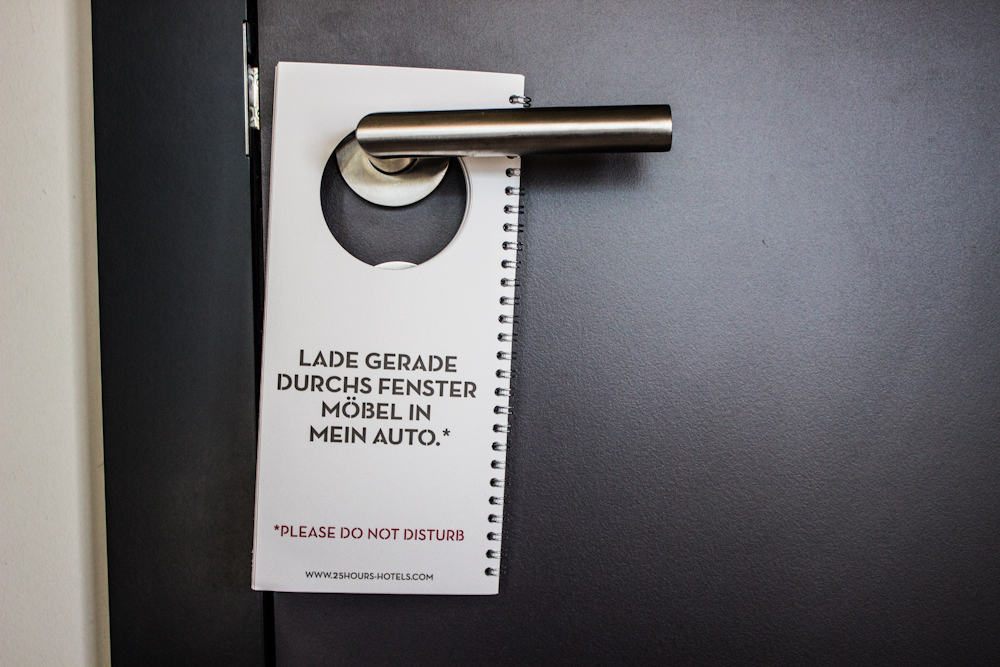 LADE GERADE
DURCHS FENSTER
MÖBEL IN
MEIN AUTO.*
*PLEASE DO NOT DISTURB
WWW.25HOURS-HOTELS.COM